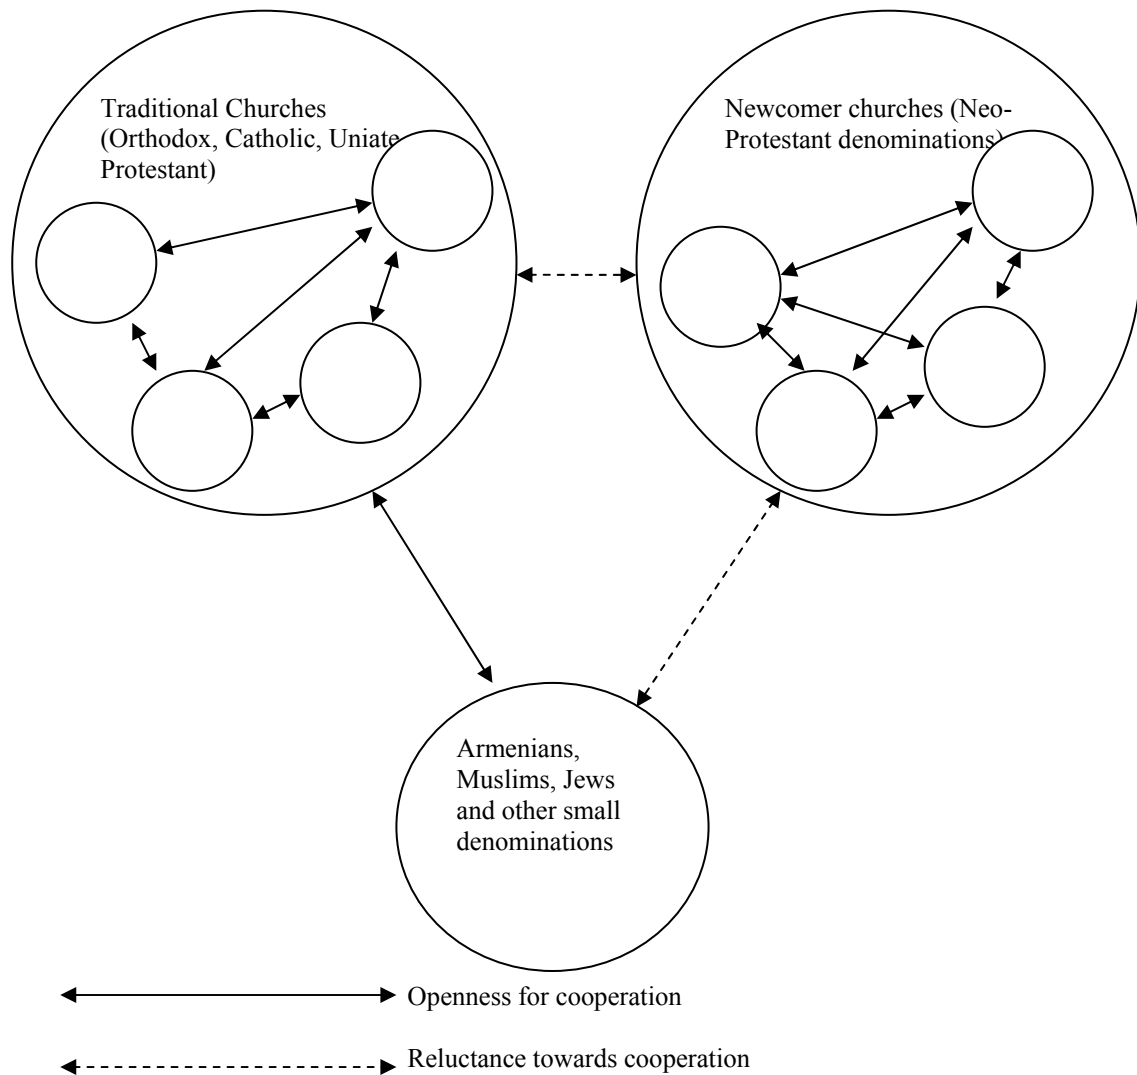 Traditional Churches
(Orthodox, Catholic, Uniate
Protestant)
Newcomer churches (Neo-
Protestant denominations)
Armenians,
Muslims, Jews
and other small
denominations
Openness for cooperation
Reluctance towards cooperation